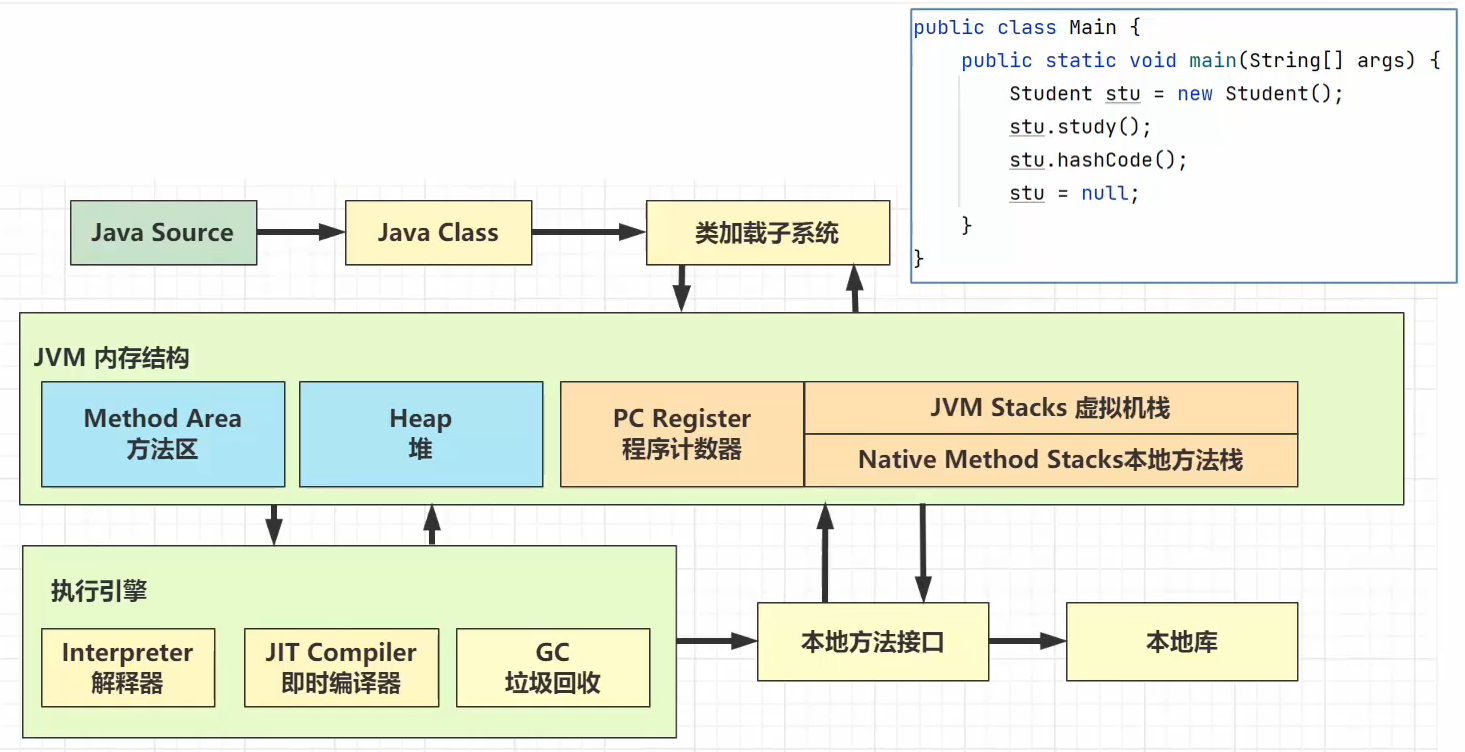 public class Main {
    public static void main(String[] args) {
        Student stu = new Student();
        stu.study();
        stu.hashCode();
        stu = null;
    }
}
Java Source
Java Class
类加载子系统
JVM 内存结构
Method Area
方法区
Heap
堆
PC Register
程序计数器
JVM Stacks 虚拟机栈
Native Method Stacks本地方法栈
执行引擎
Interpreter
解释器
JIT Compiler
即时编译器
GC
垃圾回收
本地方法接口
本地库